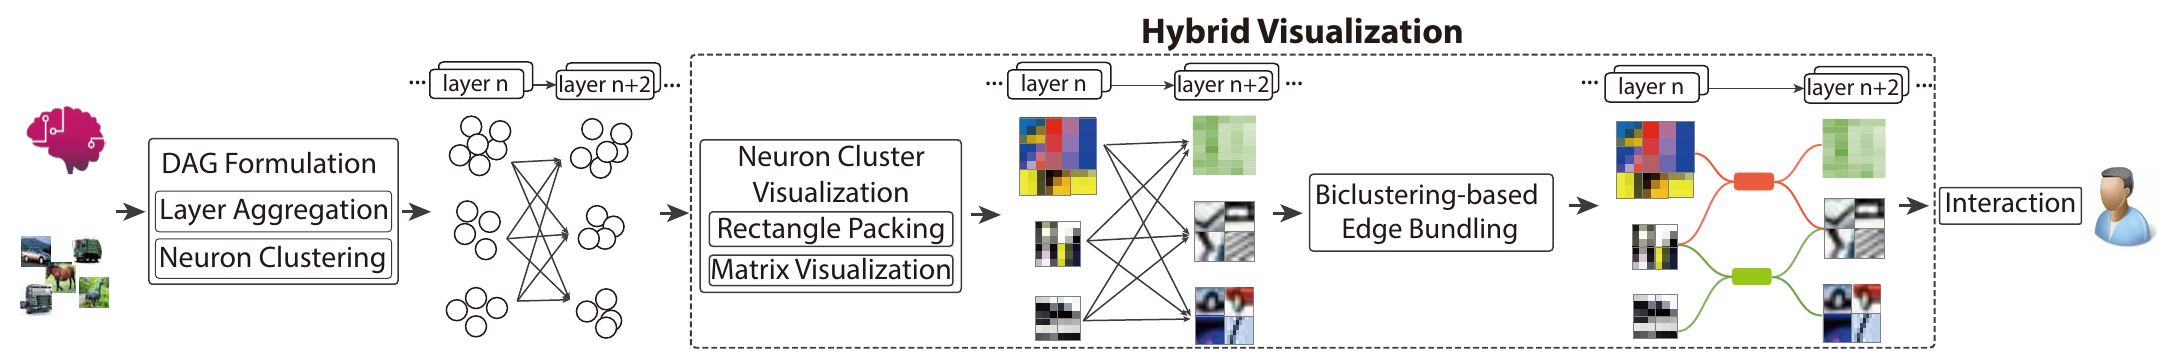 Hybrid Visualization
DAG Formulation
Layer Aggregation
Neuron Clustering
... layer n
layer n+2 ...
Neuron Cluster
Visualization
Rectangle Packing
Matrix Visualization
... layer n
layer n+2 ...
Biclustering-based
Edge Bundling
... layer n
layer n+2 ...
Interaction